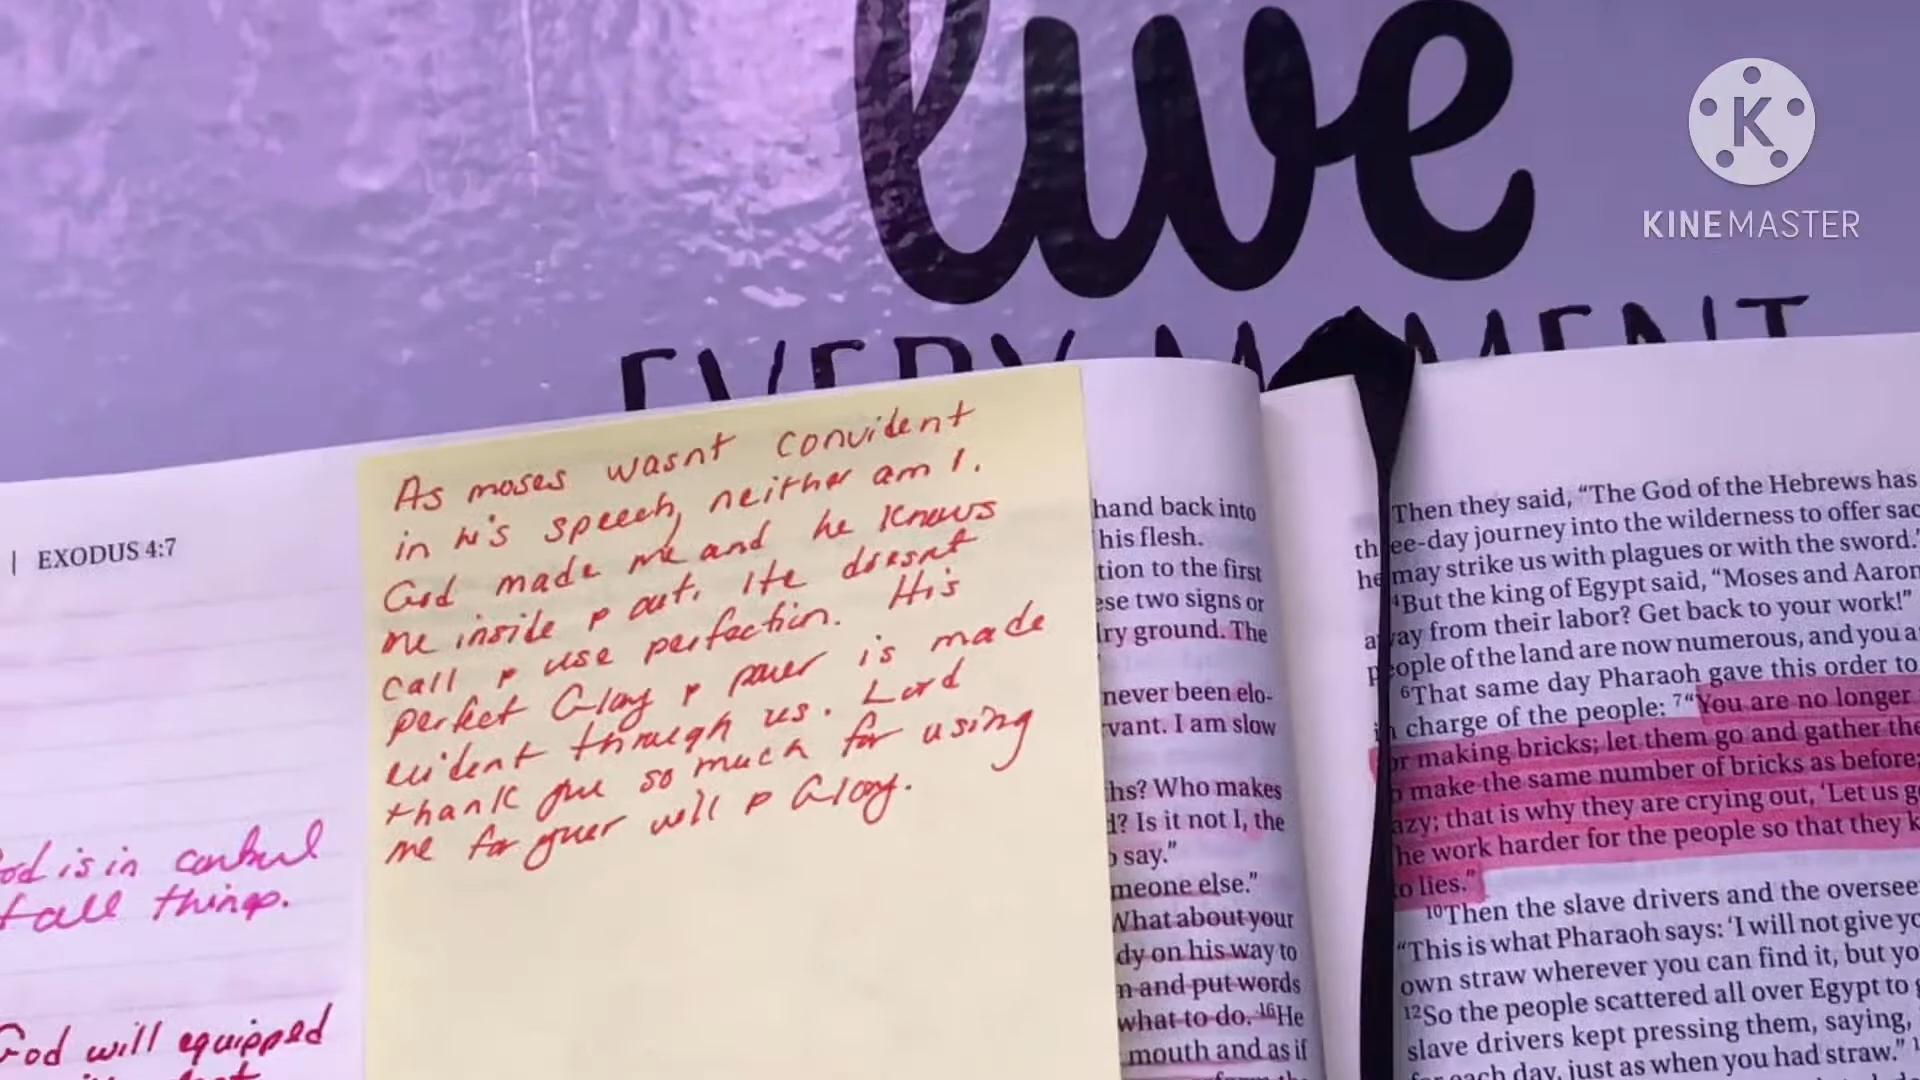 live
EVERY MOMENT
KINEMASTER
| EXODUS 4:7
God is in control
of all things.
God will equipped
As moses wasnt convident
in his speech, neither am I.
God made me and he knows
me inside & out. He doesnt
call & use perfection. His
perfect Glory & power is made
evident through us. Lord
thank you so much for using
me for your will & Glory.
hand back into
his flesh.
tion to the first
ese two signs or
dry ground. The
never been elo-
vant. I am slow
hs? Who makes
d? Is it not I, the
o say.”
meone else.”
What about your
dy on his way to
n and put words
what to do. 16He
mouth and as if
Then they said, “The God of the Hebrews has
three-day journey into the wilderness to offer sac
he may strike us with plagues or with the sword.”
4But the king of Egypt said, “Moses and Aaron
away from their labor? Get back to your work!”
people of the land are now numerous, and you a
6That same day Pharaoh gave this order to
in charge of the people: 7“You are no longer
or making bricks; let them go and gather the
o make the same number of bricks as before;
azy; that is why they are crying out, ‘Let us g
he work harder for the people so that they k
to lies.”
10Then the slave drivers and the oversee
“This is what Pharaoh says: ‘I will not give yo
own straw wherever you can find it, but yo
12So the people scattered all over Egypt to g
slave drivers kept pressing them, saying,
for each day, just as when you had straw.”